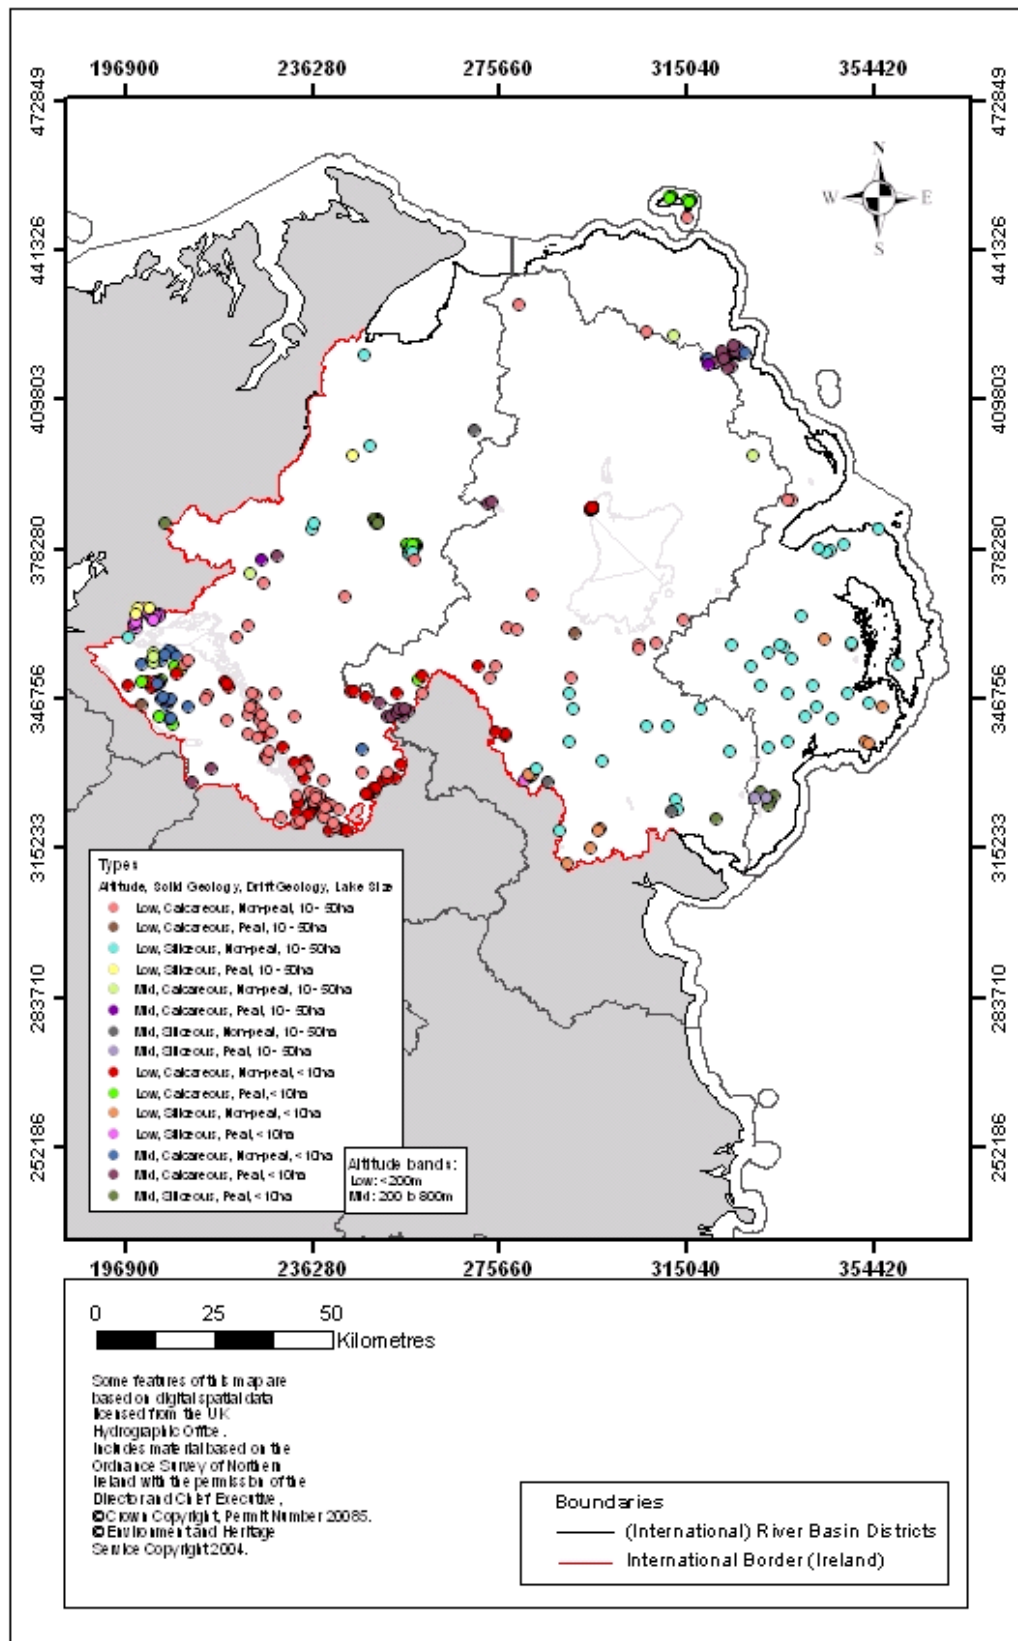 196900 236280 275660 315040 354420
472849 472849
N
W E
S
441326 441326
409803 409803
378280 378280
346756 346756
315233 315233
283710 283710
252186 252186
Types
Altitude, Solid Geology, Drift Geology, Lake Size
Low, Calcareous, Non-peat, 10 - 50ha
Low, Calcareous, Peat, 10 - 50ha
Low, Siliceous, Non-peat, 10 - 50ha
Low, Siliceous, Peat, 10 - 50ha
Mid, Calcareous, Non-peat, 10 - 50ha
Mid, Calcareous, Peat, 10 - 50ha
Mid, Siliceous, Non-peat, 10 - 50ha
Mid, Siliceous, Peat, 10 - 50ha
Low, Calcareous, Non-peat, <10ha
Low, Calcareous, Peat, <10ha
Low, Siliceous, Non-peat, <10ha
Low, Siliceous, Peat, <10ha
Mid, Calcareous, Non-peat, <10ha
Mid, Calcareous, Peat, <10ha
Mid, Siliceous, Peat, <10ha
Altitude bands:
Low: <200m
Mid: 200 to 800m
196900 236280 275660 315040 354420
0 25 50
Kilometres
Some features of this map are
based on digital spatial data
licensed from the UK
Hydrographic Office.
Includes material based on the
Ordnance Survey of Northern
Ireland with the permission of the
Director and Chief Executive,
© Crown Copyright, Permit Number 20085.
© Environment and Heritage
Service Copyright 2004.
Boundaries
(International) River Basin Districts
International Border (Ireland)